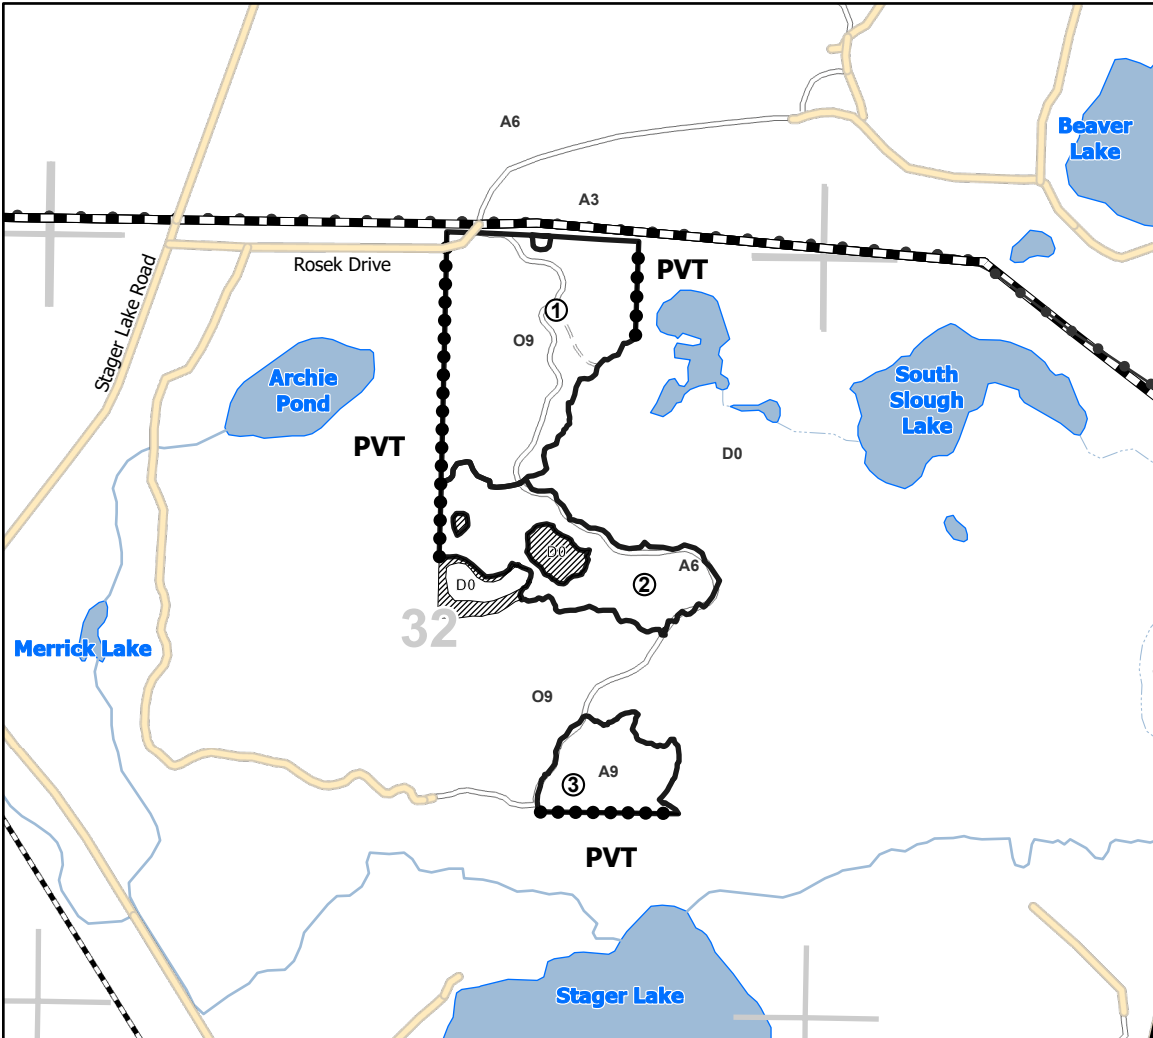 A6
Beaver
Lake
A3
Rosek Drive
PVT
Stager Lake Road
1
O9
Archie
Pond
South
Slough
Lake
PVT
D0
D0
A6
D0
2
32
Merrick Lake
O9
A9
3
PVT
Stager Lake